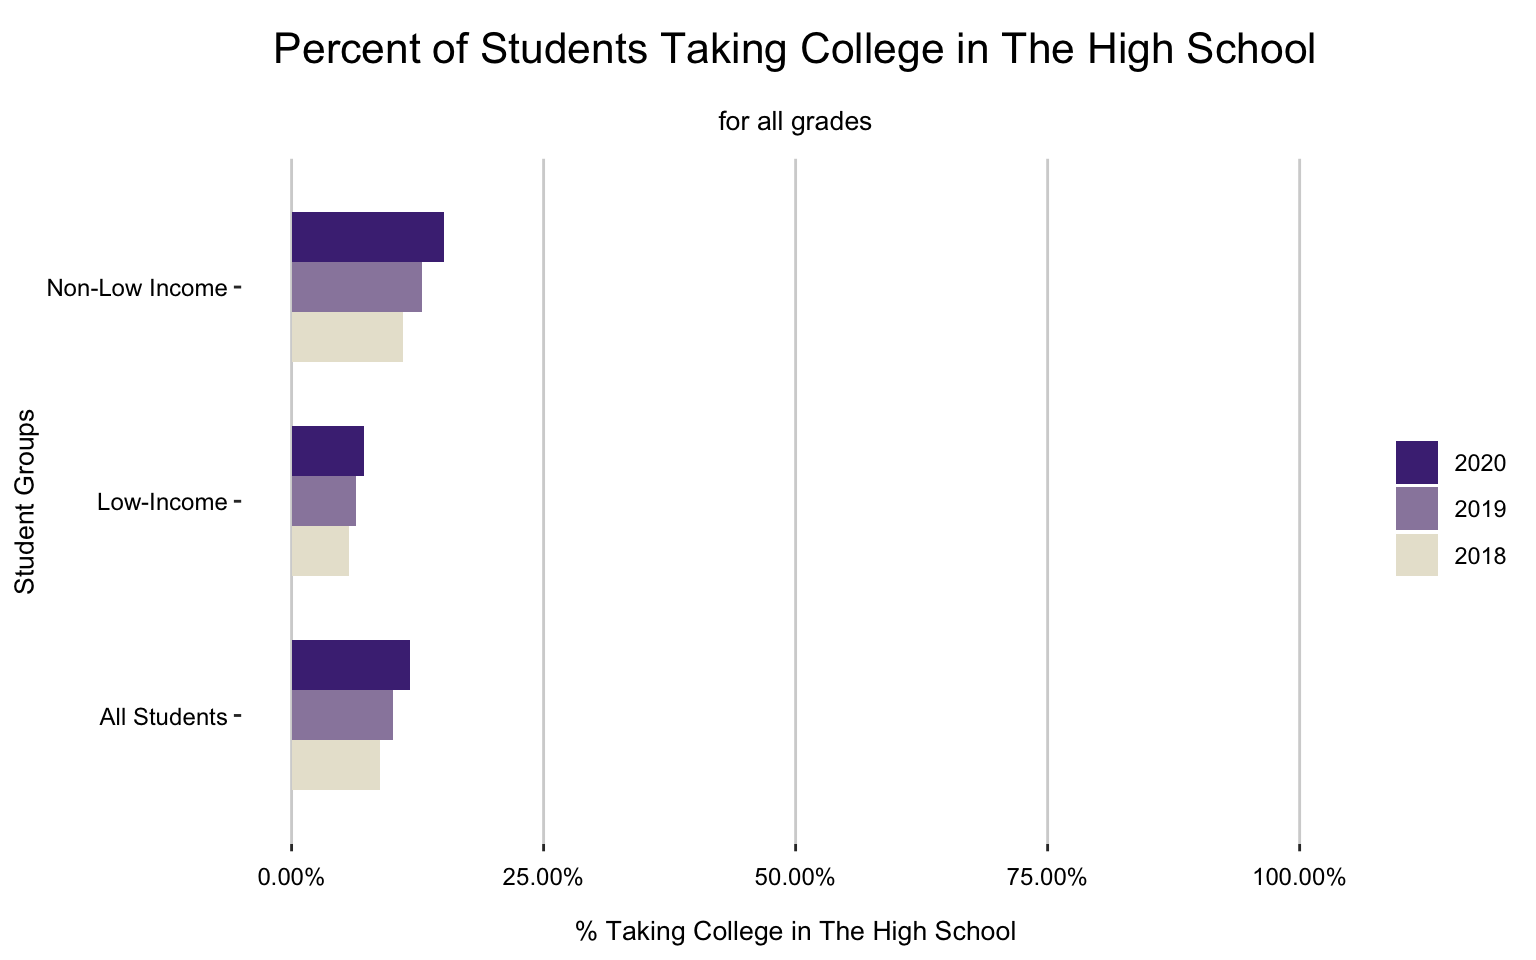 Percent of Students Taking College in The High School
for all grades
Student Groups
Non-Low Income
Low-Income
All Students
2020
2019
2018
0.00% 25.00% 50.00% 75.00% 100.00%
% Taking College in The High School